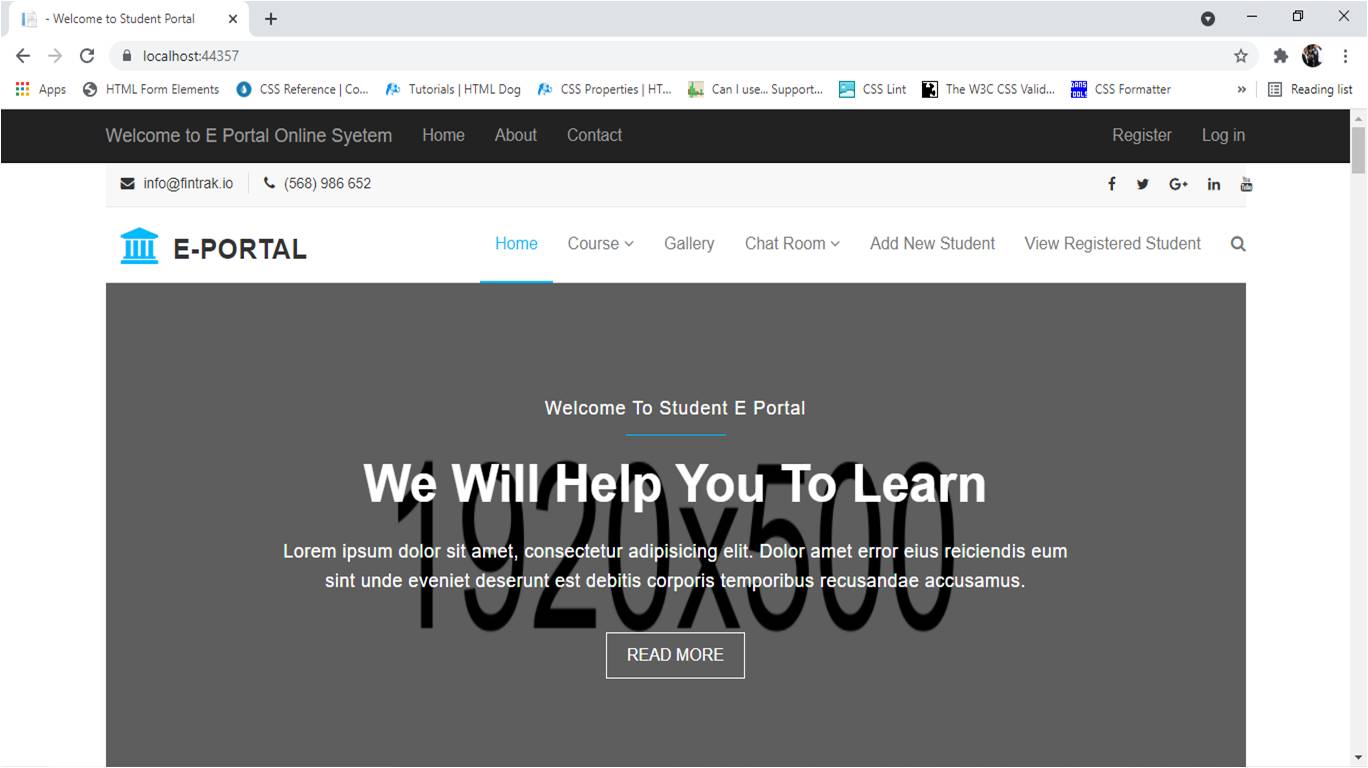 - Welcome to Student Portal
localhost:44357
Apps HTML Form Elements CSS Reference | Co... Tutorials | HTML Dog CSS Properties | HT... Can I use... Support... CSS Lint The W3C CSS Valid... CSS Formatter » Reading list
Welcome to E Portal Online Syetem Home About Contact Register Log in
info@fintrak.io (568) 986 652
E-PORTAL Home Course Gallery Chat Room Add New Student View Registered Student
Welcome To Student E Portal
We Will Help You To Learn
1920x500
Lorem ipsum dolor sit amet, consectetur adipisicing elit. Dolor amet error eius reiciendis eum
sint unde eveniet deserunt est debitis corporis temporibus recusandae accusamus.
READ MORE